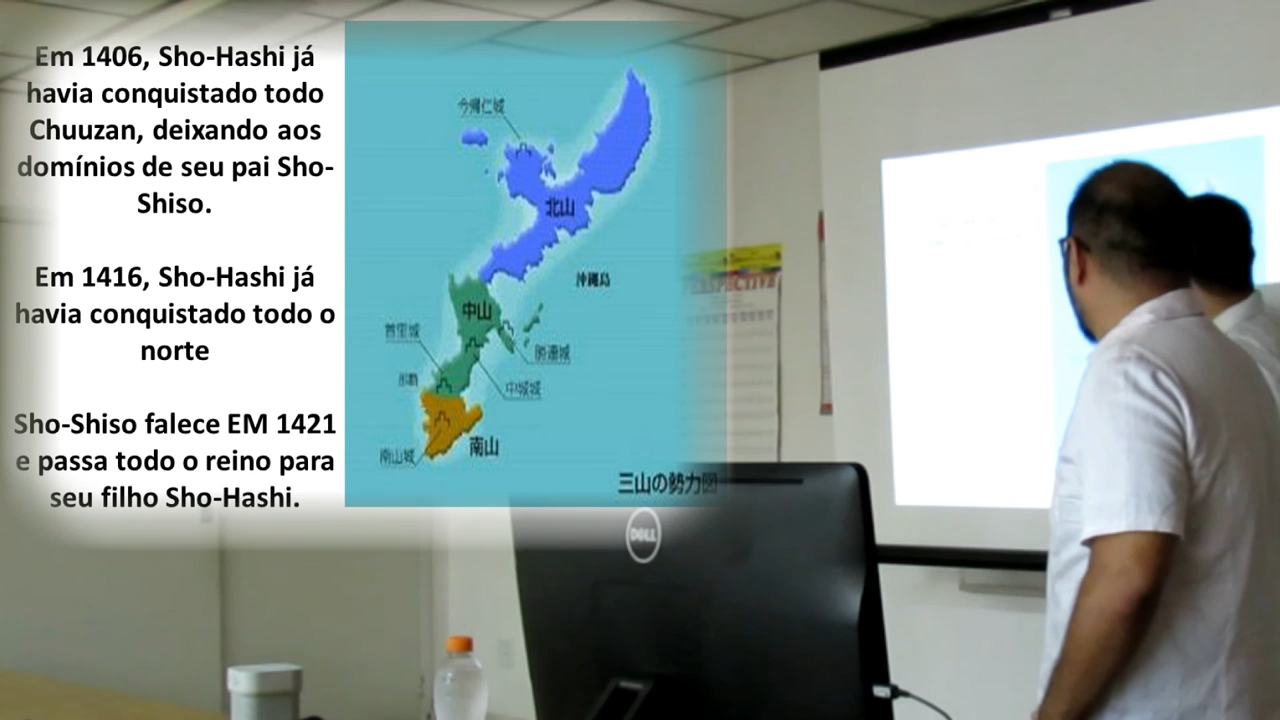 Em 1406, Sho-Hashi já
havia conquistado todo
Chuuzan, deixando aos
domínios de seu pai Sho-
Shiso.
Em 1416, Sho-Hashi já
havia conquistado todo o
norte
Sho-Shiso falece EM 1421
e passa todo o reino para
seu filho Sho-Hashi.
今帰仁城
北山
沖縄島
中山
首里城
勝連城
那覇
中城城
南山城
南山
三山の勢力図
PERSPECTIVE
DELL